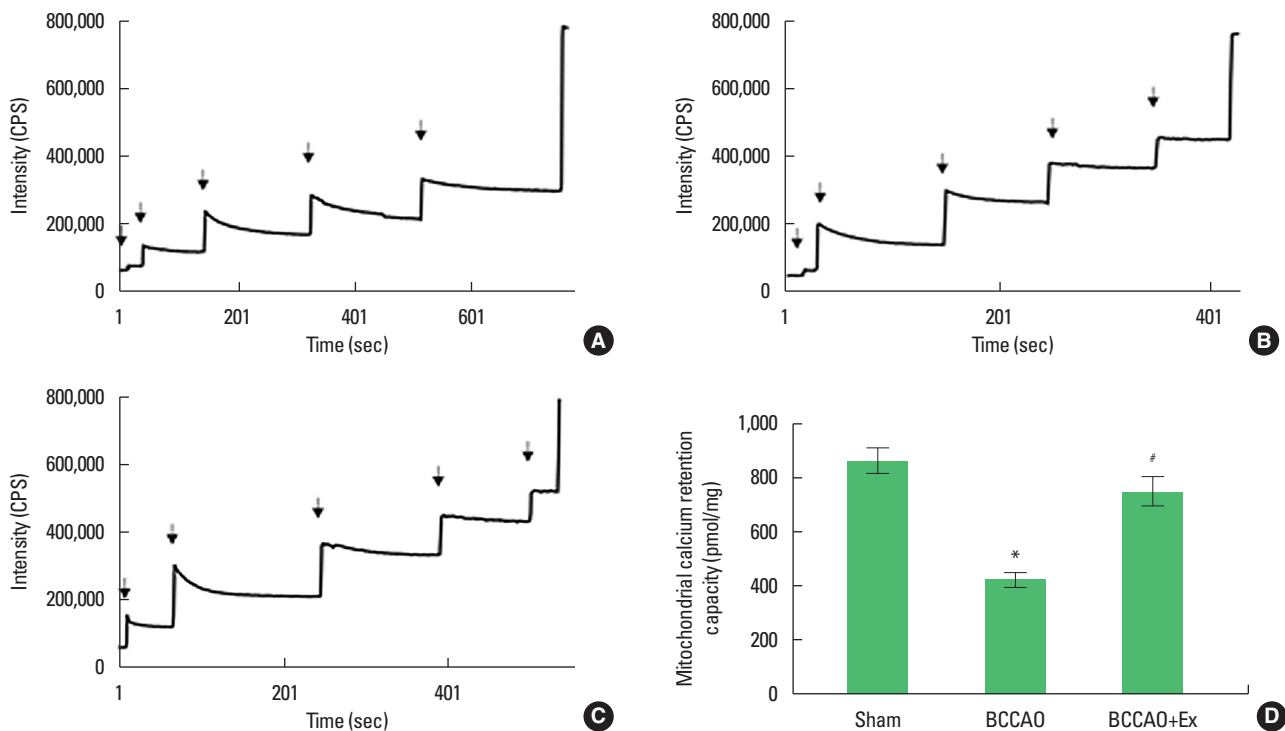 800,000
600,000
400,000
200,000
0
Intensity (CPS)
1 201 401 601
Time (sec)
A
800,000
600,000
400,000
200,000
0
Intensity (CPS)
1 201 401
Time (sec)
B
800,000
600,000
400,000
200,000
0
Intensity (CPS)
1 201 401
Time (sec)
C
1,000
800
600
400
200
0
Mitochondrial calcium retention
capacity (pmol/mg)
*
#
Sham BCCAO BCCAO+Ex
D